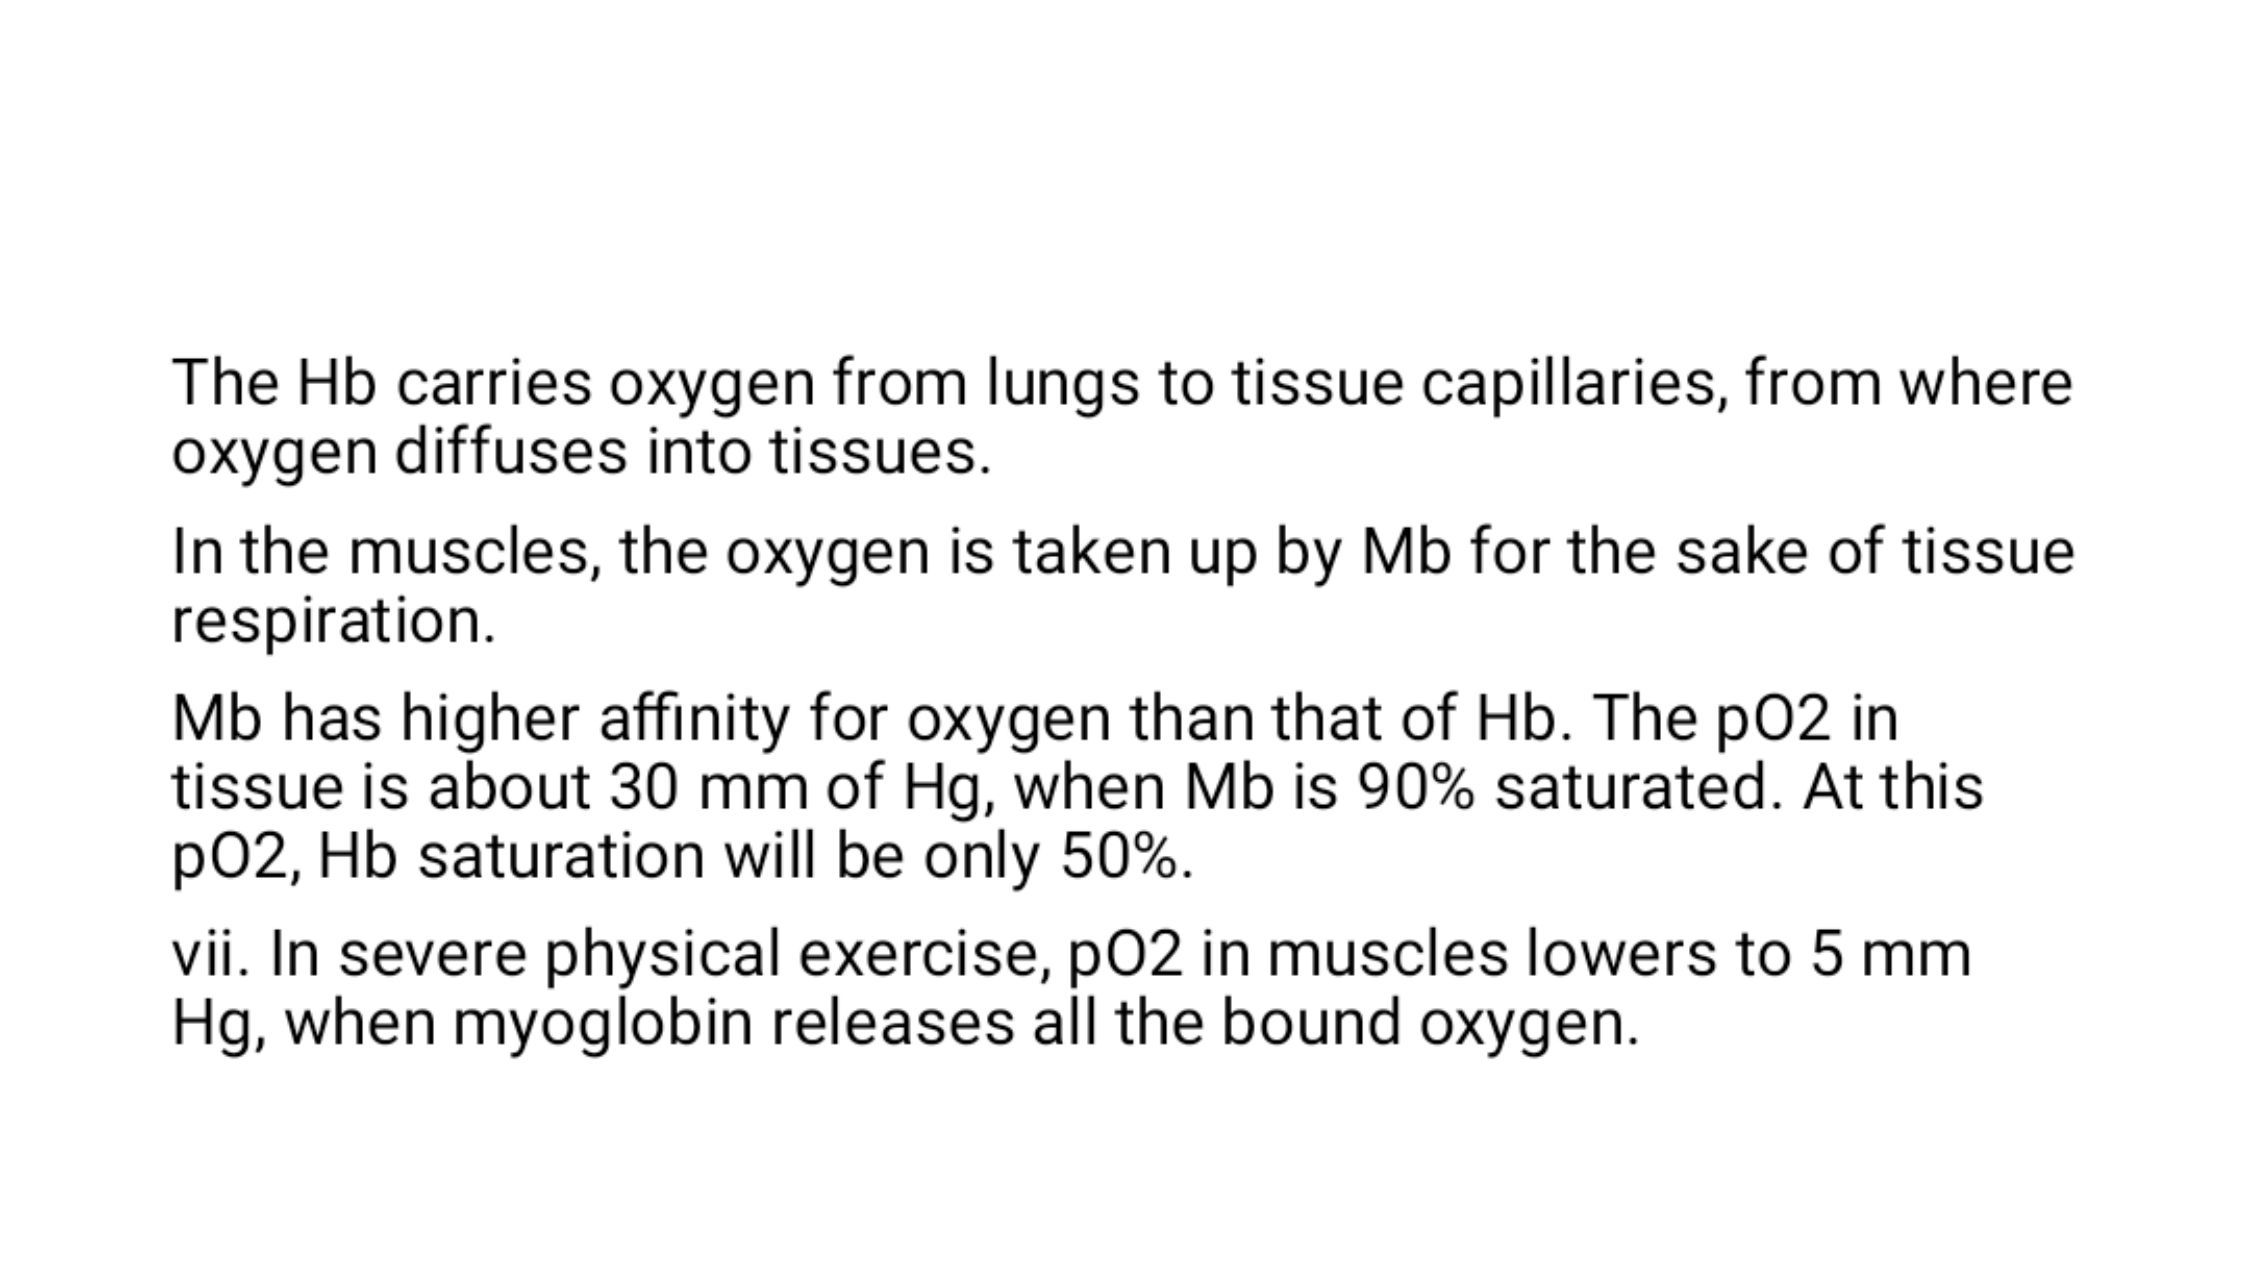 The Hb carries oxygen from lungs to tissue capillaries, from where
oxygen diffuses into tissues.
In the muscles, the oxygen is taken up by Mb for the sake of tissue
respiration.
Mb has higher affinity for oxygen than that of Hb. The pO2 in
tissue is about 30 mm of Hg, when Mb is 90% saturated. At this
pO2, Hb saturation will be only 50%.
vii. In severe physical exercise, pO2 in muscles lowers to 5 mm
Hg, when myoglobin releases all the bound oxygen.